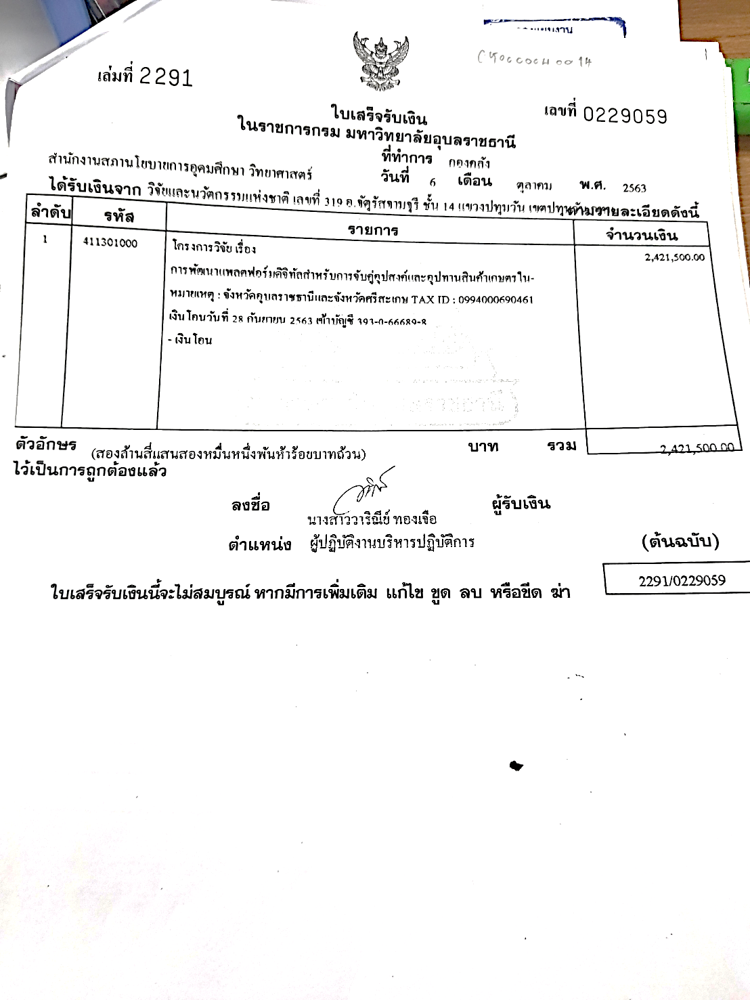 เล่มที่ 2291
เลขที่ 0229059
ใบเสร็จรับเงิน
ในราชการกรม มหาวิทยาลัยอุบลราชธานี
ที่ทำการ กองคลัง
สำนักงานสภานโยบายการอุดมศึกษา วิทยาศาสตร์
วันที่ 6 เดือน ตุลาคม พ.ศ. 2563
ได้รับเงินจาก วิจัยและนวัตกรรมแห่งชาติ เลขที่ 319 อ.จัตุรัสจามจุรี ชั้น 14 แขวงปทุมวัน เขตปทุมวัน ตามรายละเอียดดังนี้
ลำดับ รหัส รายการ จำนวนเงิน
1 411301000 โครงการวิจัย เรื่อง 2,421,500.00
การพัฒนาแพลตฟอร์มดิจิทัลสำหรับการจับคู่อุปสงค์และอุปทานสินค้าเกษตรใน-
หมายเหตุ : จังหวัดอุบลราชธานีและจังหวัดศรีสะเกษ TAX ID : 0994000690461
เงินโอนวันที่ 28 กันยายน 2563 เข้าบัญชี 393-0-66689-8
- เงินโอน
ตัวอักษร (สองล้านสี่แสนสองหมื่นหนึ่งพันห้าร้อยบาทถ้วน) บาท รวม 2,421,500.00
ไว้เป็นการถูกต้องแล้ว
ลงชื่อ ผู้รับเงิน
นางสาววาริณีย์ ทองเจือ
ตำแหน่ง ผู้ปฏิบัติงานบริหารปฏิบัติการ
(ต้นฉบับ)
2291/0229059
ใบเสร็จรับเงินนี้จะไม่สมบูรณ์ หากมีการเพิ่มเติม แก้ไข ขูด ลบ หรือขีด ฆ่า